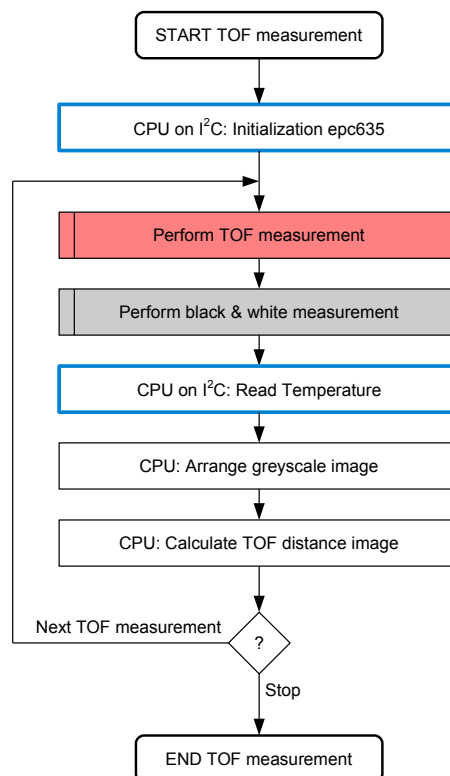 START TOF measurement
CPU on I²C: Initialization epc635
Perform TOF measurement
Perform black & white measurement
CPU on I²C: Read Temperature
CPU: Arrange greyscale image
CPU: Calculate TOF distance image
Next TOF measurement
?
Stop
END TOF measurement